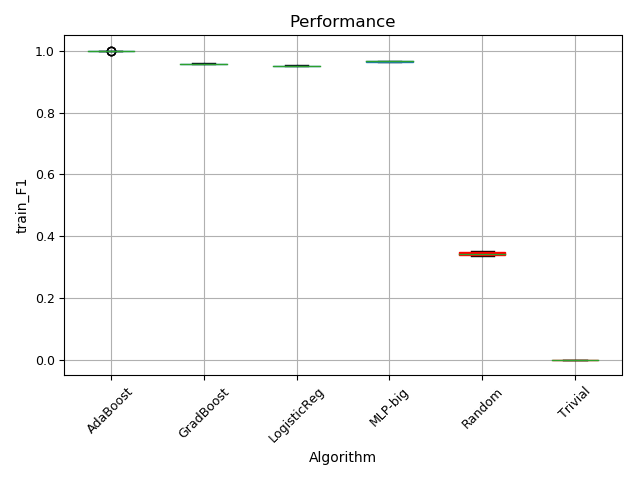 Performance
train_F1
1.0
0.8
0.6
0.4
0.2
0.0
AdaBoost
GradBoost
LogisticReg
MLP-big
Random
Trivial
Algorithm